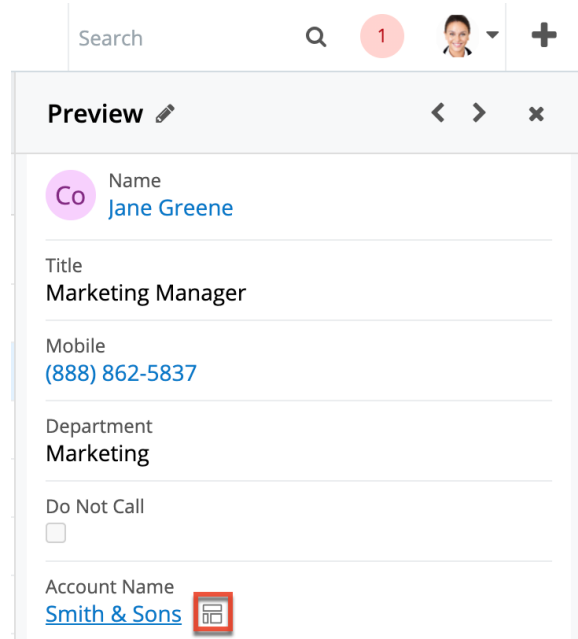 Search
1
Preview
Co
Name
Jane Greene
Title
Marketing Manager
Mobile
(888) 862-5837
Department
Marketing
Do Not Call
Account Name
Smith & Sons